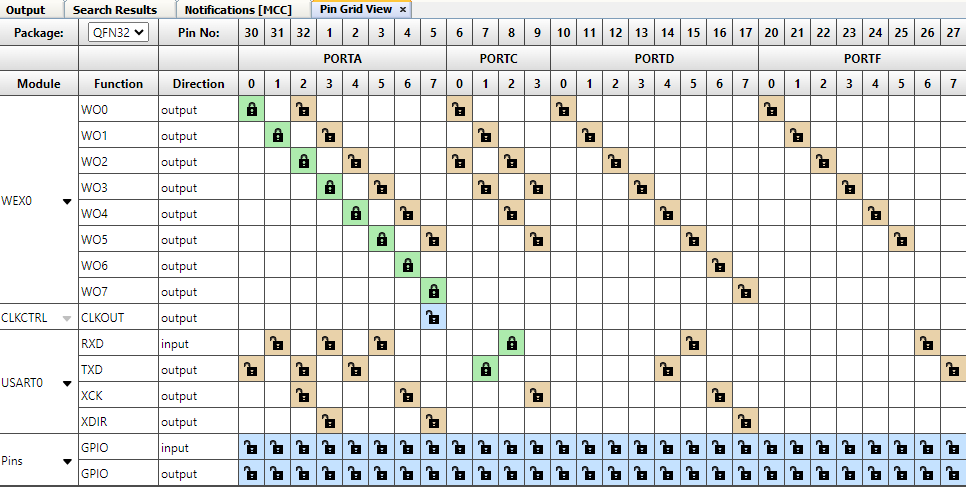 Output Search Results Notifications [MCC] Pin Grid View ×
Package: QFN32 Pin No: 30 31 32 1 2 3 4 5 6 7 8 9 10 11 12 13 14 15 16 17 20 21 22 23 24 25 26 27
PORTA PORTC PORTD PORTF
Module Function Direction 0 1 2 3 4 5 6 7 0 1 2 3 0 1 2 3 4 5 6 7 0 1 2 3 4 5 6 7
WO0 output
WO1 output
WO2 output
WO3 output
WEX0
WO4 output
WO5 output
WO6 output
WO7 output
CLKCTRL CLKOUT output
RXD input
TXD output
USART0
XCK output
XDIR output
GPIO input
Pins
GPIO output